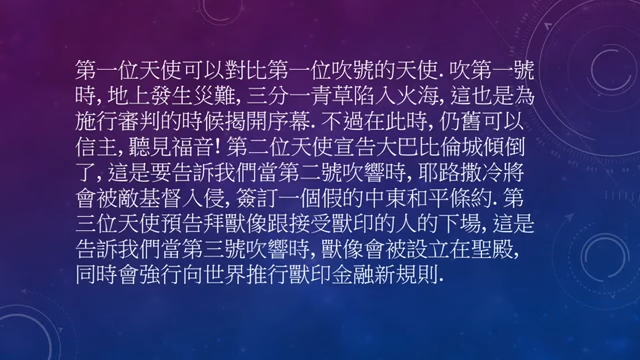 第一位天使可以對比第一位吹號的天使. 吹第一號
時, 地上發生災難, 三分一青草陷入火海, 這也是為
施行審判的時候揭開序幕. 不過在此時, 仍舊可以
信主, 聽見福音! 第二位天使宣告大巴比倫城傾倒
了, 這是要告訴我們當第二號吹響時, 耶路撒冷將
會被敵基督入侵, 簽訂一個假的中東和平條約. 第
三位天使預告拜獸像跟接受獸印的人的下場, 這是
告訴我們當第三號吹響時, 獸像會被設立在聖殿,
同時會強行向世界推行獸印金融新規則.